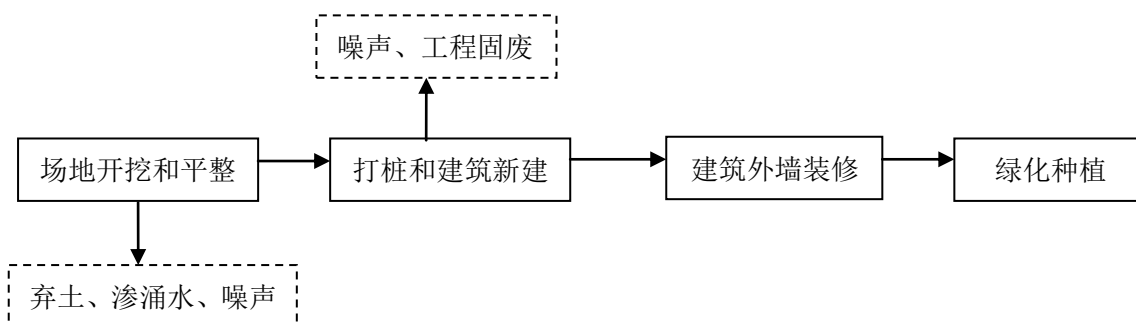 噪声、工程固废
场地开挖和平整
打桩和建筑新建
建筑外墙装修
绿化种植
弃土、渗涌水、噪声